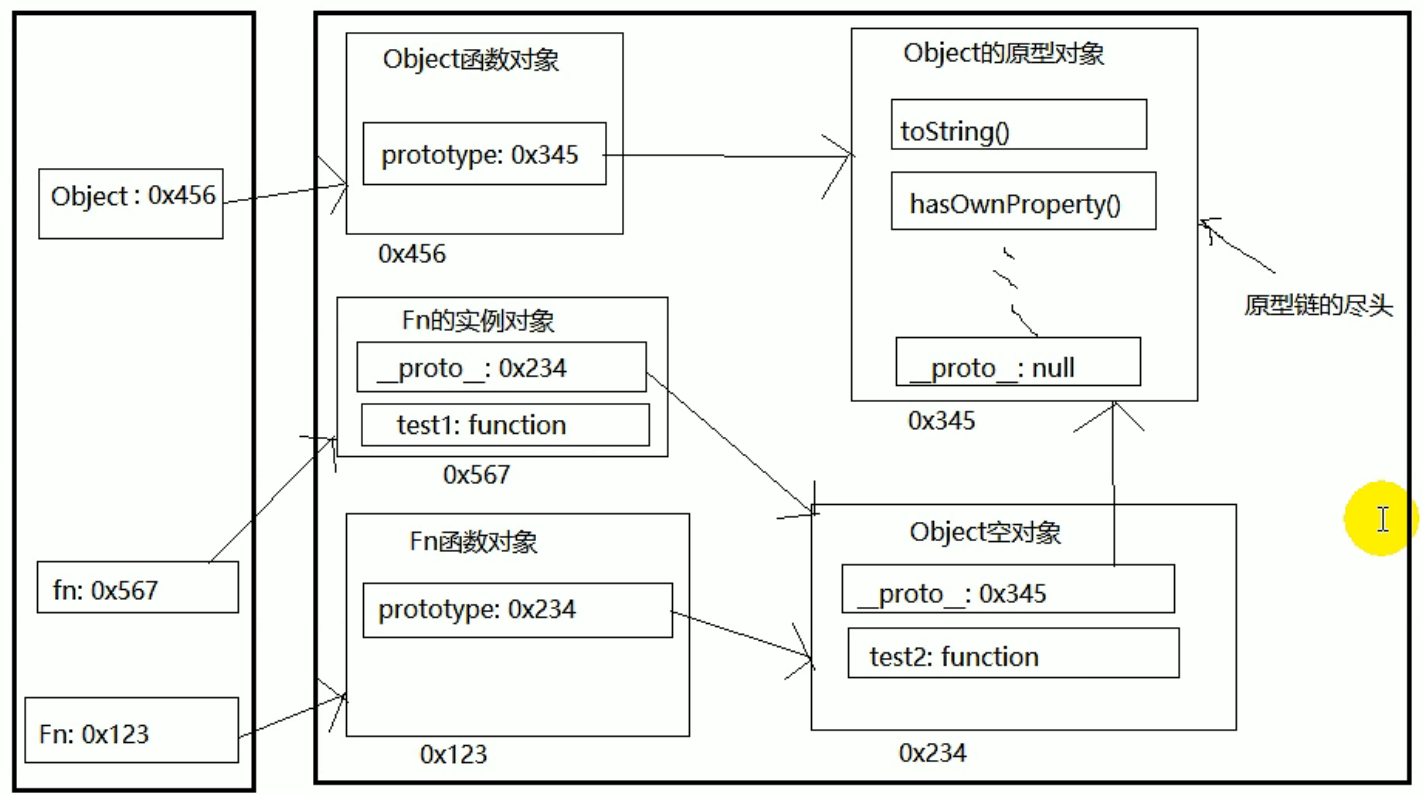 Object : 0x456
fn: 0x567
Fn: 0x123
Object函数对象
prototype: 0x345
0x456
Fn的实例对象
__proto__: 0x234
test1: function
0x567
Fn函数对象
prototype: 0x234
0x123
Object的原型对象
toString()
hasOwnProperty()
__proto__: null
0x345
原型链的尽头
Object空对象
__proto__: 0x345
test2: function
0x234